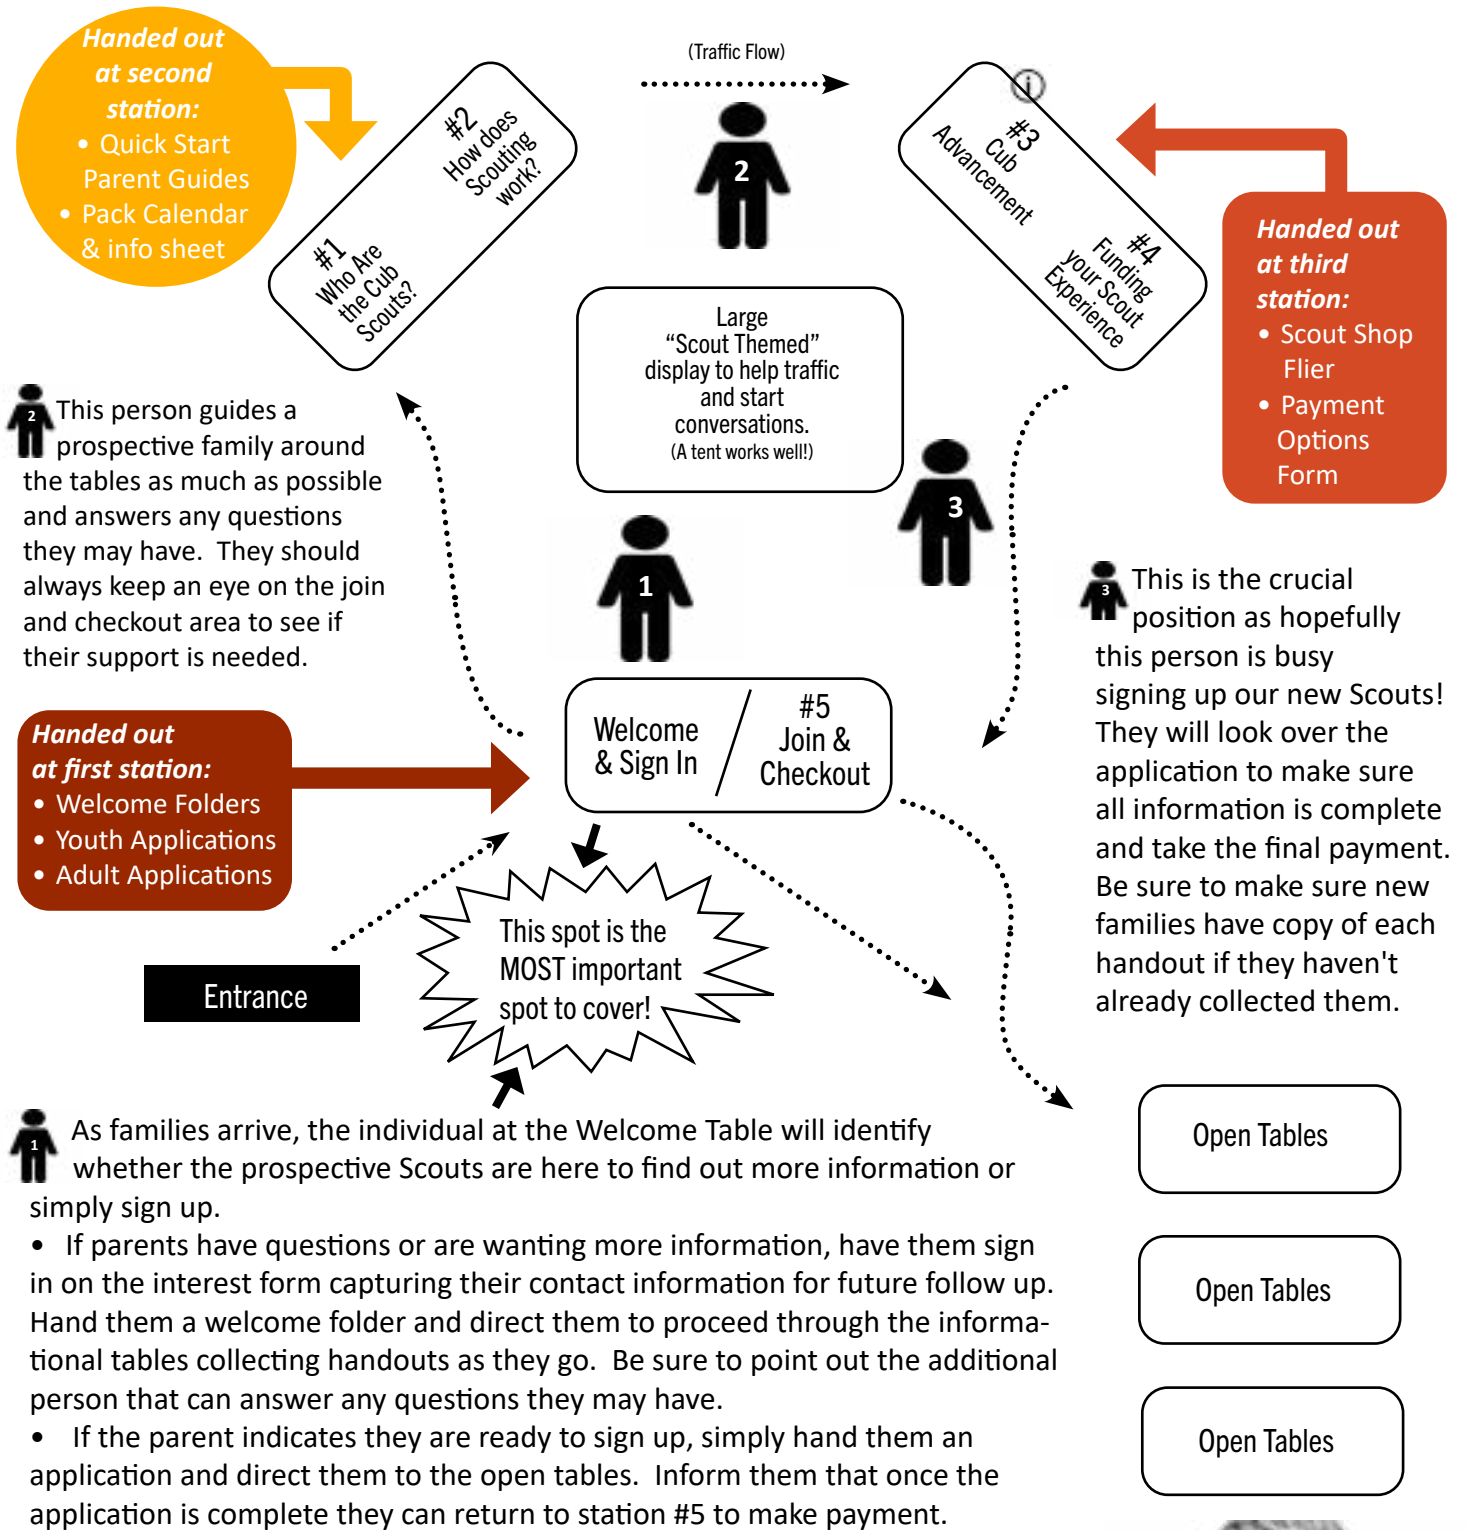 Handed out
at second
station:
• Quick Start
Parent Guides
• Pack Calendar
& info sheet
#1
Who Are
the Cub
Scouts?
#2
How does
Scouting
work?
(Traffic Flow)
2
#3
Cub
Advancement
#4
Funding
your Scout
Experience
Handed out
at third
station:
• Scout Shop
Flier
• Payment
Options
Form
Large
“Scout Themed”
display to help traffic
and start
conversations.
(A tent works well!)
2
This person guides a
prospective family around
the tables as much as possible
and answers any questions
they may have.  They should
always keep an eye on the join
and checkout area to see if
their support is needed.
3
1
3
This is the crucial
position as hopefully
this person is busy
signing up our new Scouts!
They will look over the
application to make sure
all information is complete
and take the final payment.
Be sure to make sure new
families have copy of each
handout if they haven't
already collected them.
Handed out
at first station:
• Welcome Folders
• Youth Applications
• Adult Applications
Welcome
& Sign In
#5
Join &
Checkout
This spot is the
MOST important
spot to cover!
Entrance
1
As families arrive, the individual at the Welcome Table will identify
whether the prospective Scouts are here to find out more information or
simply sign up.
• If parents have questions or are wanting more information, have them sign
in on the interest form capturing their contact information for future follow up.
Hand them a welcome folder and direct them to proceed through the informa-
tional tables collecting handouts as they go.  Be sure to point out the additional
person that can answer any questions they may have.
• If the parent indicates they are ready to sign up, simply hand them an
application and direct them to the open tables.  Inform them that once the
application is complete they can return to station #5 to make payment.
Open Tables
Open Tables
Open Tables